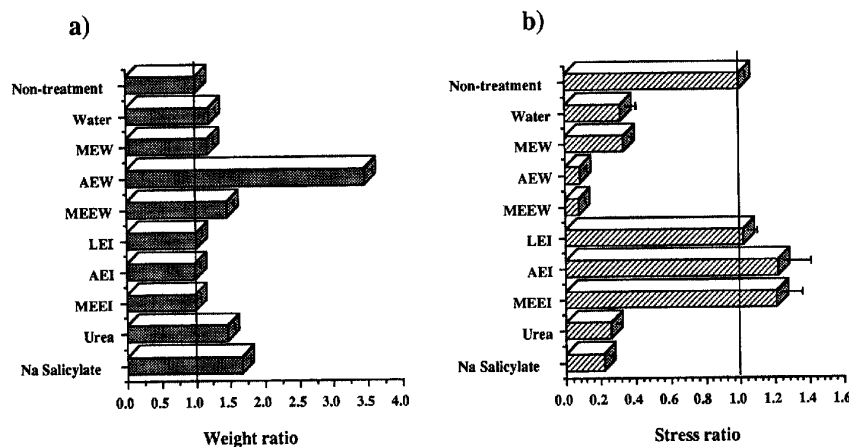 a)
Non-treatment
Water
MEW
AEW
MEEW
LEI
AEI
MEEI
Urea
Na Salicylate
0.0 0.5 1.0 1.5 2.0 2.5 3.0 3.5 4.0
Weight ratio
b)
Non-treatment
Water
MEW
AEW
MEEW
LEI
AEI
MEEI
Urea
Na Salicylate
0.0 0.2 0.4 0.6 0.8 1.0 1.2 1.4 1.6
Stress ratio